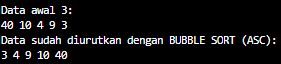 Data awal 3:
40 10 4 9 3
Data sudah diurutkan dengan BUBBLE SORT (ASC):
3 4 9 10 40